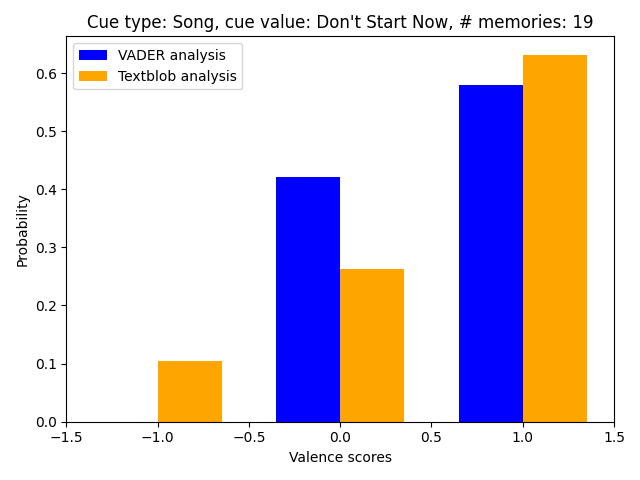 Cue type: Song, cue value: Don't Start Now, # memories: 19
VADER analysis
Textblob analysis
0.6
0.5
0.4
0.3
0.2
0.1
0.0
Probability
−1.5 −1.0 −0.5 0.0 0.5 1.0 1.5
Valence scores